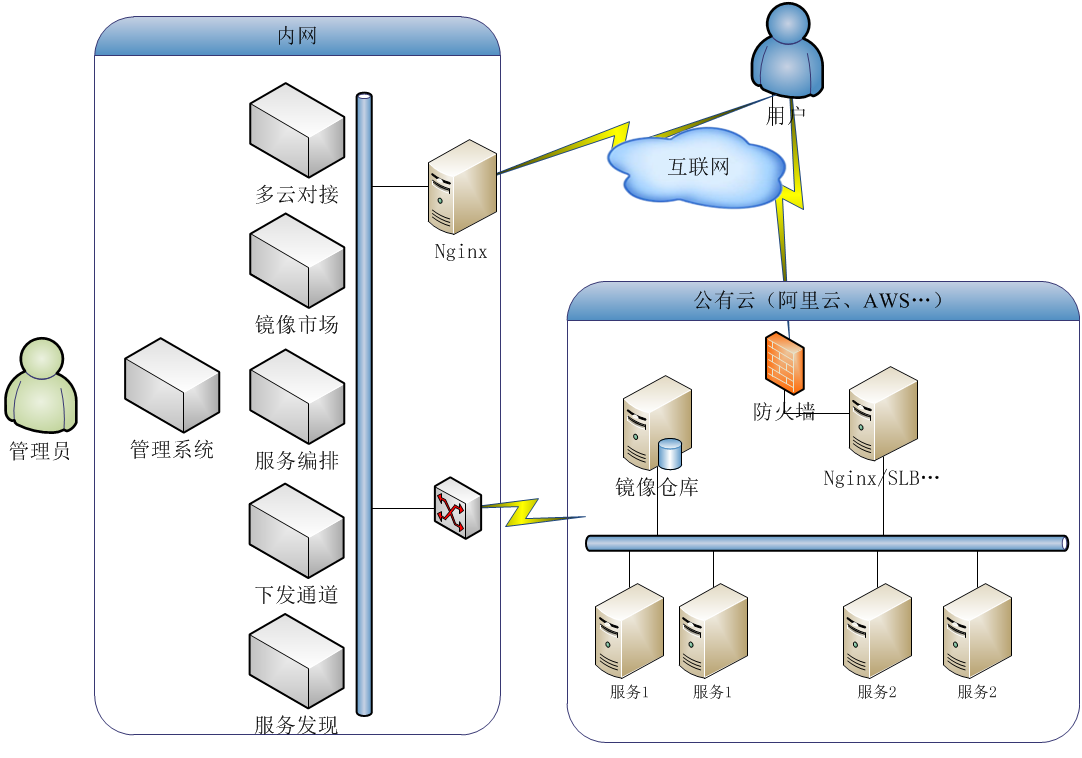 内网
用户
多云对接
互联网
Nginx
公有云（阿里云、AWS…）
镜像市场
防火墙
管理员
管理系统
服务编排
镜像仓库
Nginx/SLB…
下发通道
服务1
服务1
服务2
服务2
服务发现